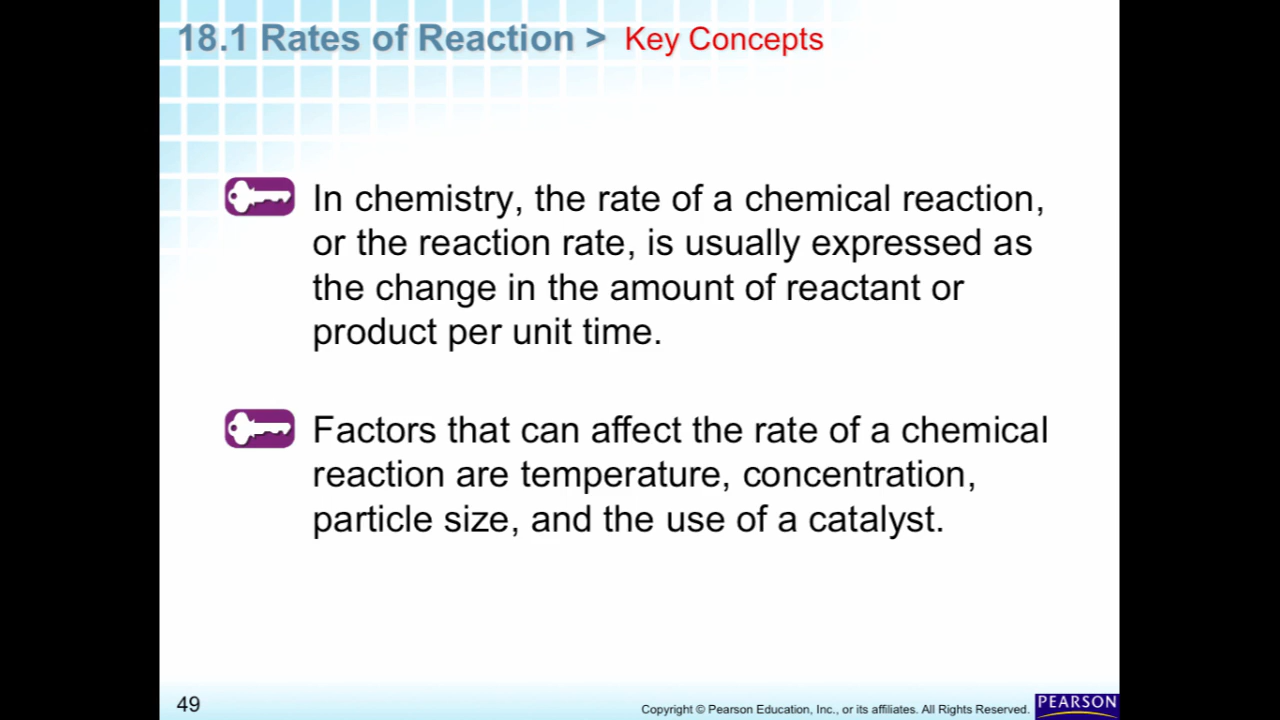 18.1 Rates of Reaction > Key Concepts
In chemistry, the rate of a chemical reaction,
or the reaction rate, is usually expressed as
the change in the amount of reactant or
product per unit time.
Factors that can affect the rate of a chemical
reaction are temperature, concentration,
particle size, and the use of a catalyst.
49
Copyright © Pearson Education, Inc., or its affiliates. All Rights Reserved.
PEARSON